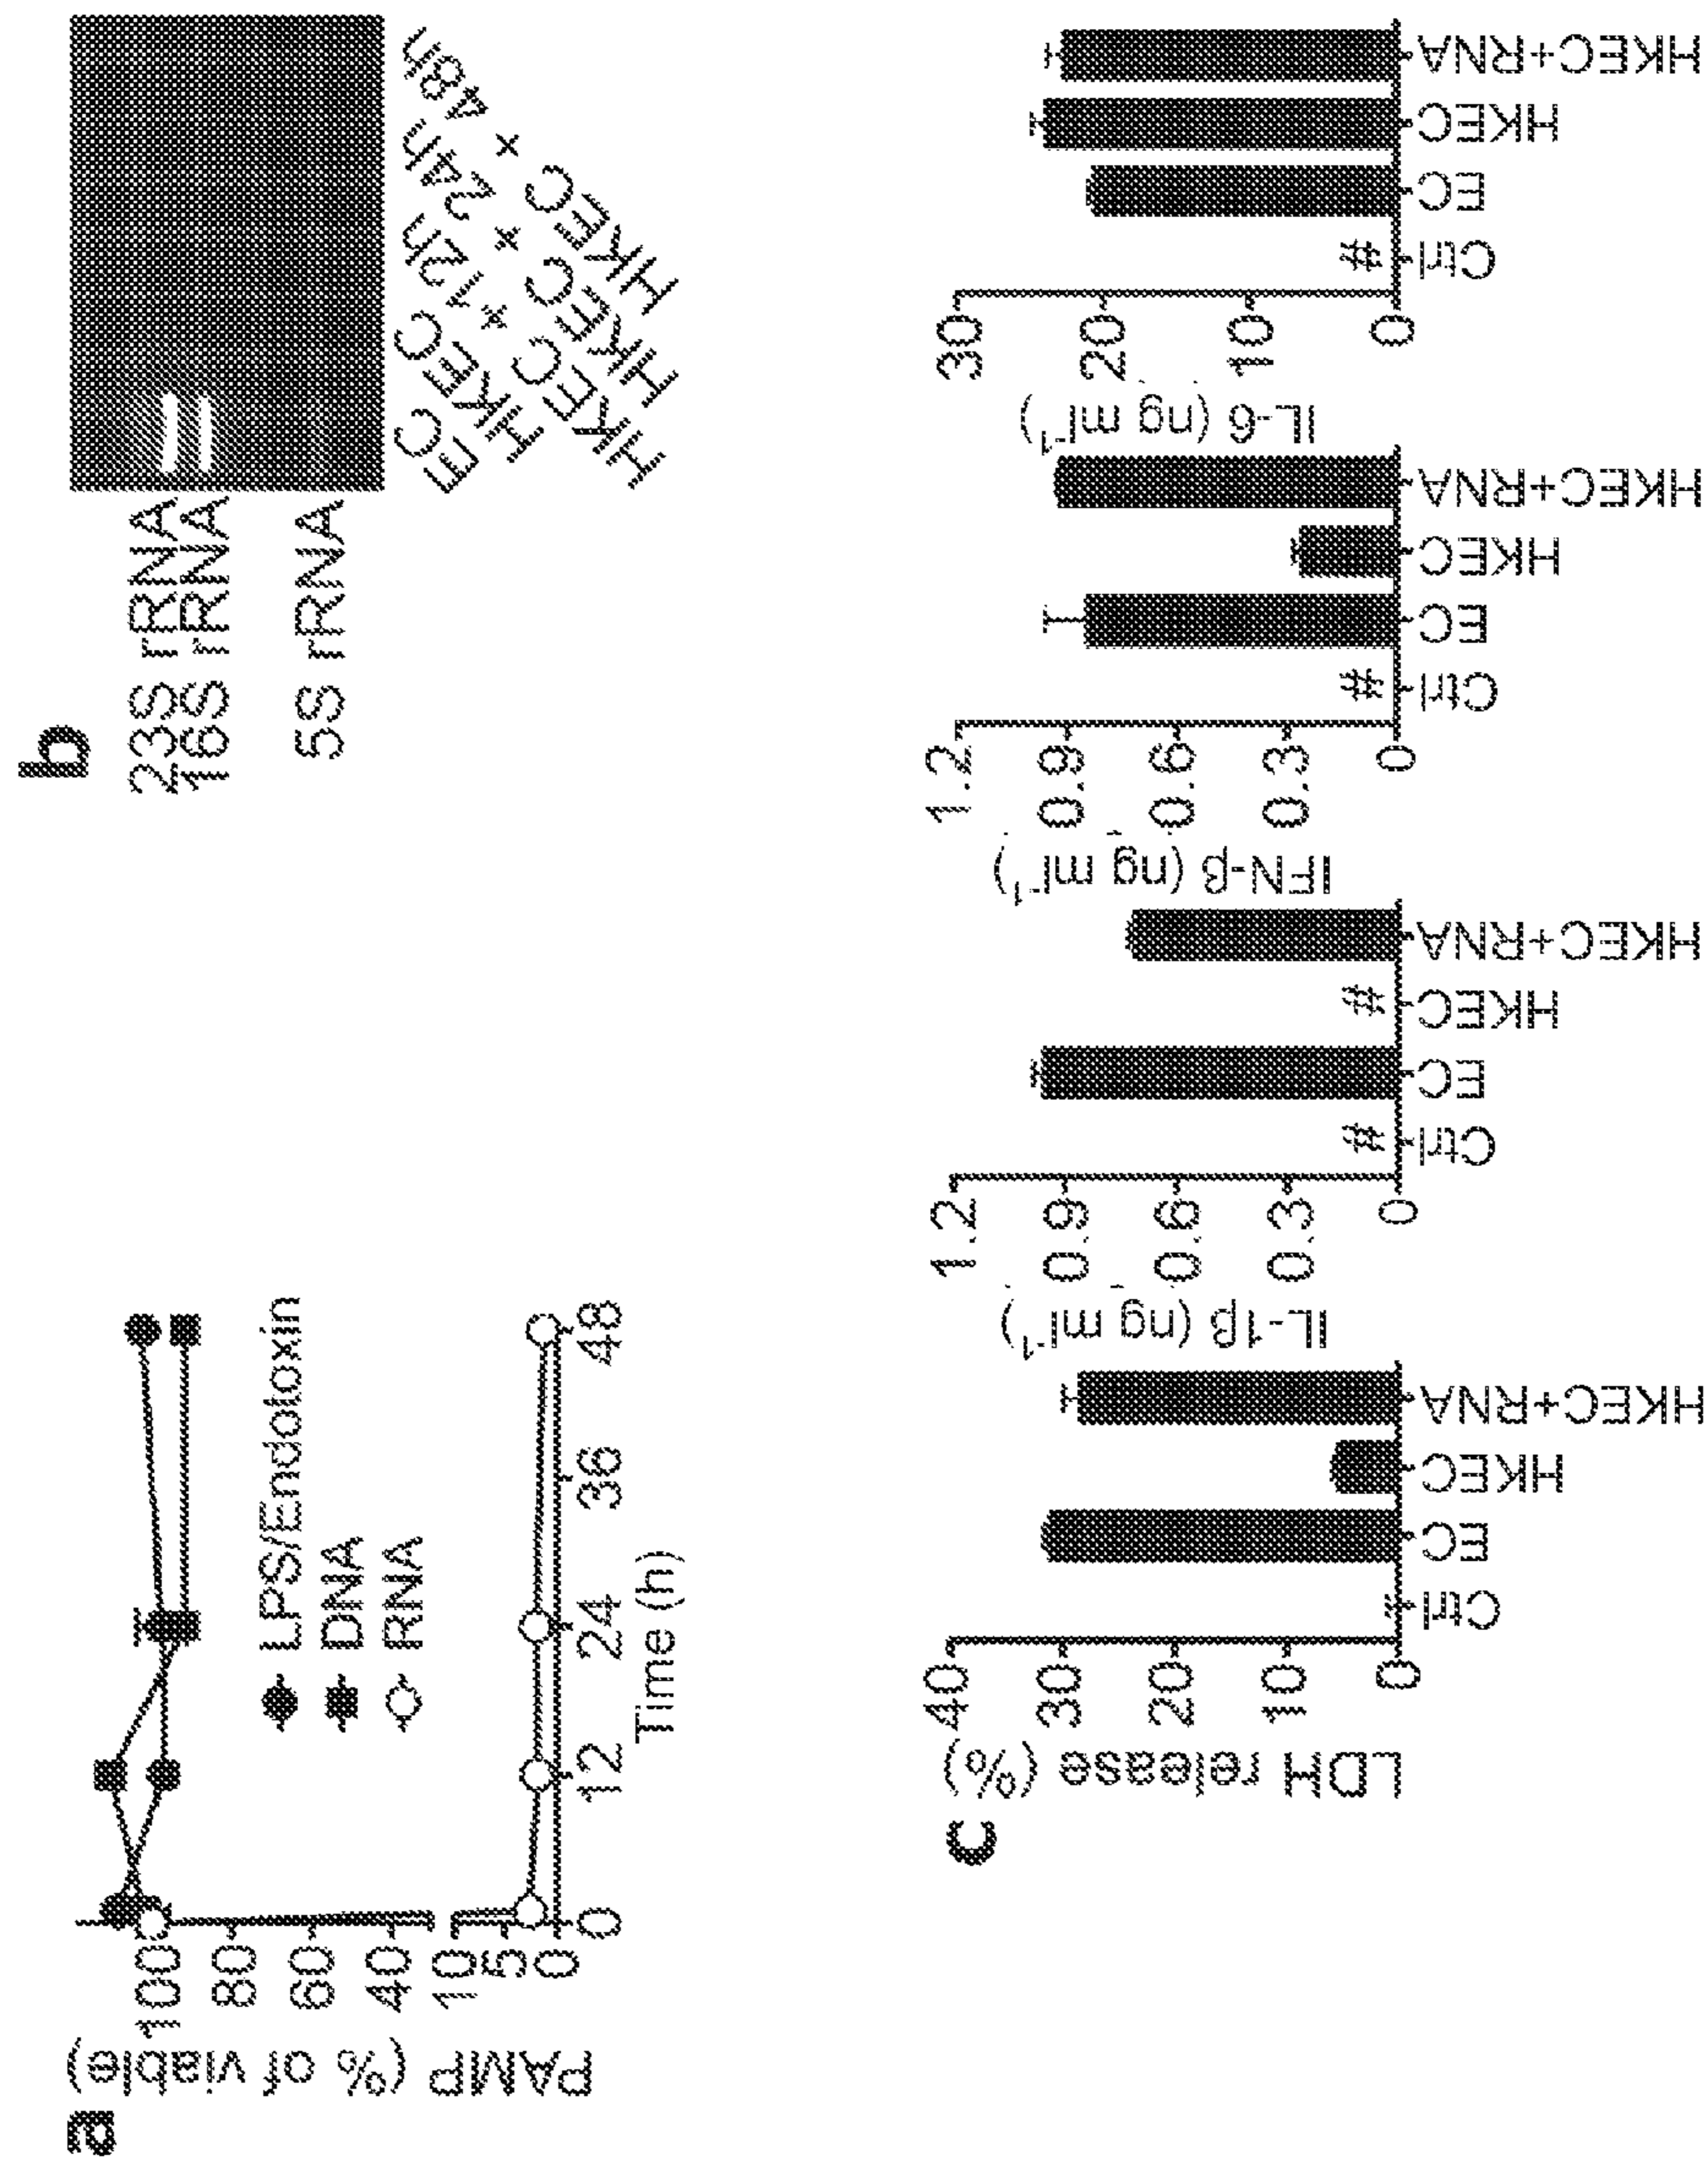 a
PAMP (% of viable)
100
80
60
40
10
5
0
0
12
24
36
48
Time (h)
LPS/Endotoxin
DNA
RNA
b
23S rRNA
16S rRNA
5S rRNA
EC
EC
HKEC
HKEC +12h
HKEC + 24h
HKEC + 48h
c
LDH release (%)
40
30
20
10
0
Ctrl
EC
HKEC
HKEC+RNA
IL-1β (ng ml-1)
1.2
0.9
0.6
0.3
0
#
#
Ctrl
EC
HKEC
HKEC+RNA
IFN-β (ng ml-1)
1.2
0.9
0.6
0.3
0
#
Ctrl
EC
HKEC
HKEC+RNA
IL-6 (ng ml-1)
30
20
10
0
#
Ctrl
EC
HKEC
HKEC+RNA